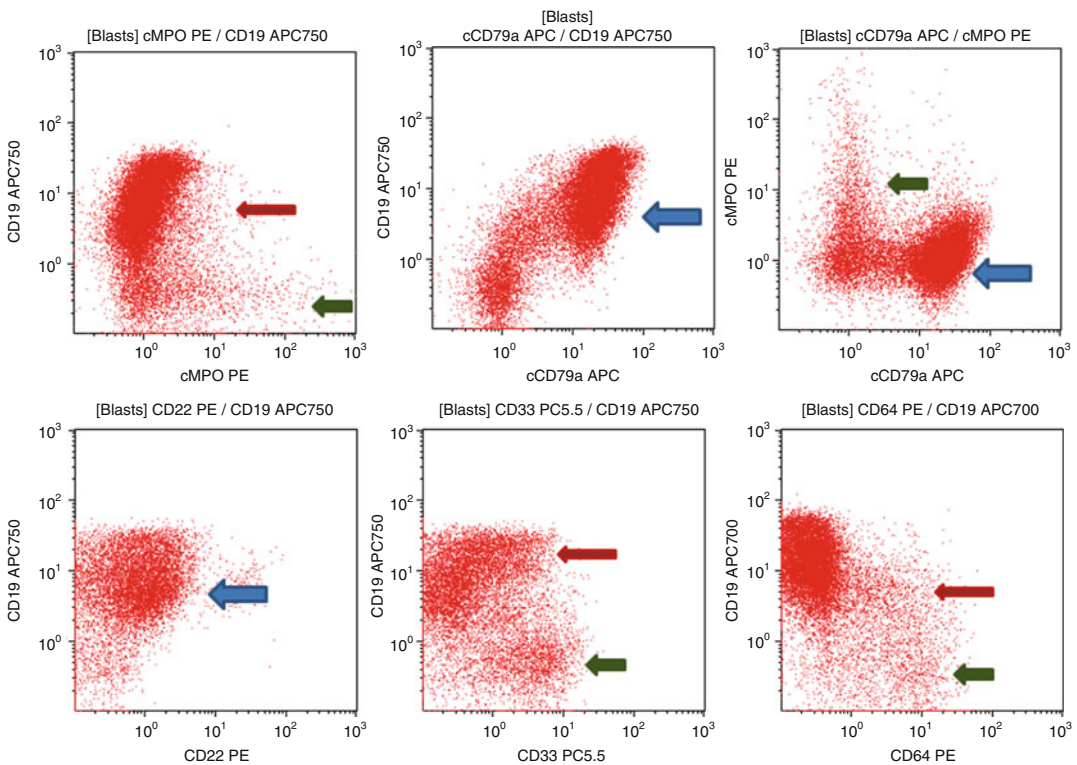 [Blasts] cMPO PE / CD19 APC750
10³
10²
10¹
10⁰
CD19 APC750
10⁰ 10¹ 10² 10³
cMPO PE
[Blasts]
cCD79a APC / CD19 APC750
10³
10²
10¹
10⁰
CD19 APC750
10⁰ 10¹ 10² 10³
cCD79a APC
[Blasts] cCD79a APC / cMPO PE
10³
10²
10¹
10⁰
cMPO PE
10⁰ 10¹ 10² 10³
cCD79a APC
[Blasts] CD22 PE / CD19 APC750
10³
10²
10¹
10⁰
CD19 APC750
10⁰ 10¹ 10² 10³
CD22 PE
[Blasts] CD33 PC5.5 / CD19 APC750
10³
10²
10¹
10⁰
CD19 APC750
10⁰ 10¹ 10² 10³
CD33 PC5.5
[Blasts] CD64 PE / CD19 APC700
10³
10²
10¹
10⁰
CD19 APC700
10⁰ 10¹ 10² 10³
CD64 PE